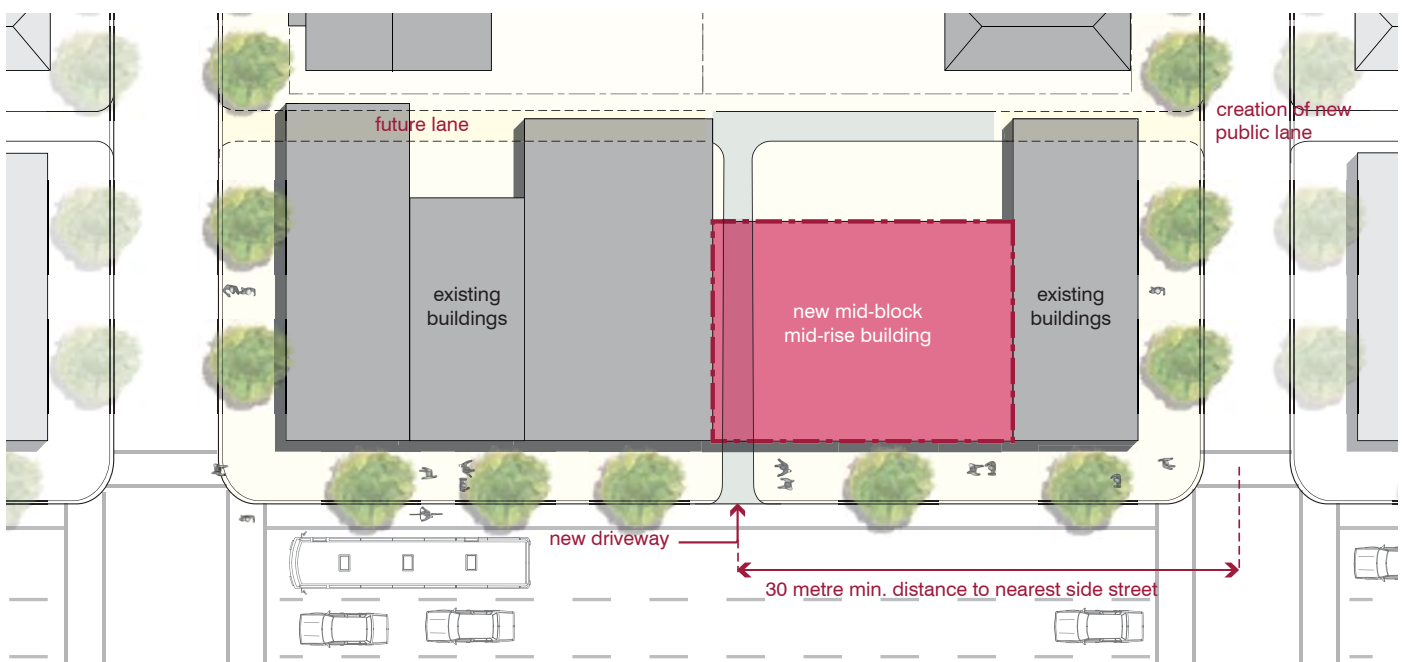 future lane
creation of new
public lane
existing
buildings
new mid-block
mid-rise building
existing
buildings
new driveway
30 metre min. distance to nearest side street